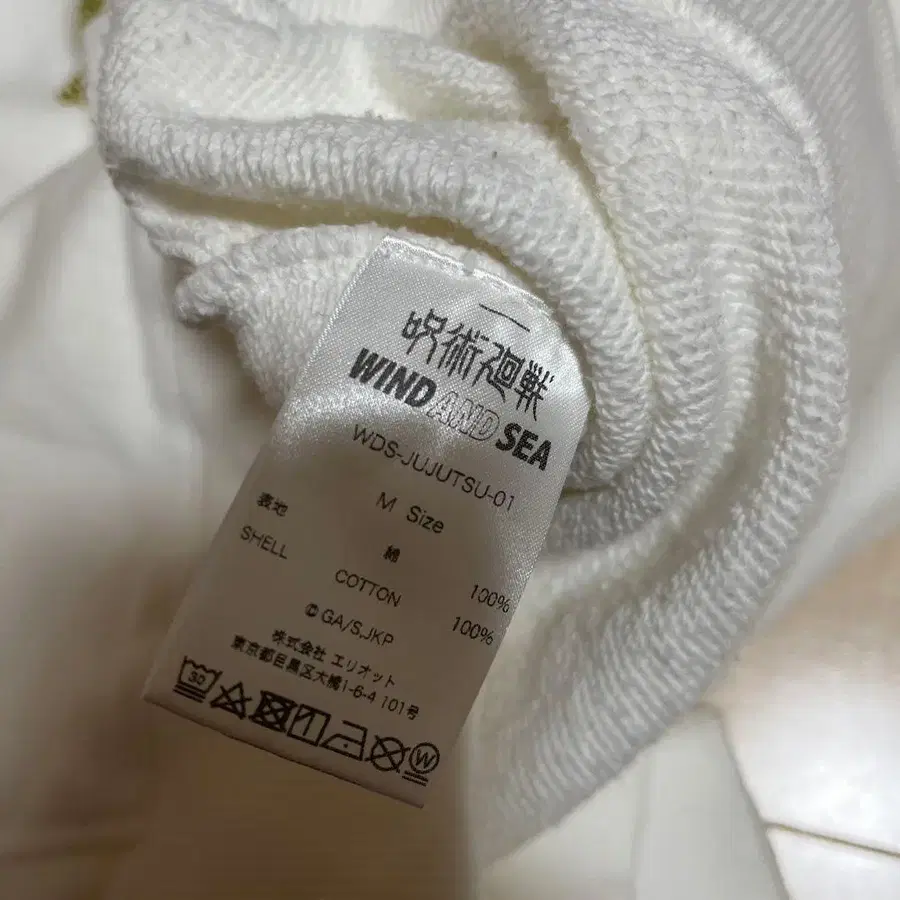 呪術廻戦
WIND AND SEA
WDS-JUJUTSU-01
M Size
表地 綿 100%
SHELL COTTON 100%
©GA/S,JKP
株式会社 エリオット
東京都目黒区大橋1-6-4 101号
30 W